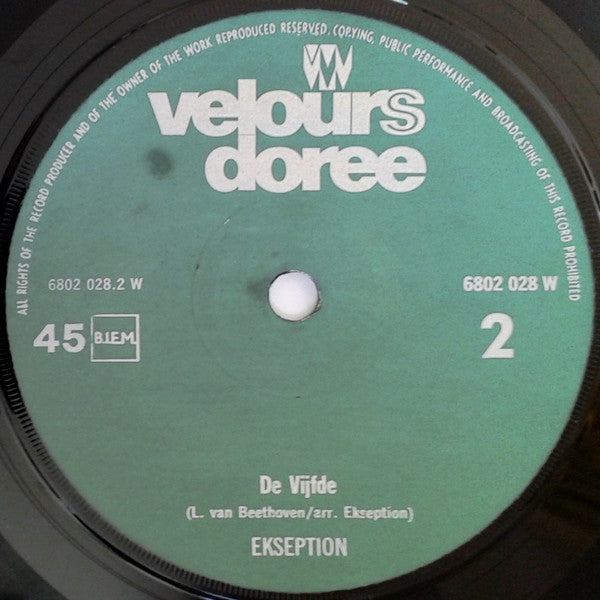 ALL RIGHTS OF THE RECORD PRODUCER AND OF THE OWNER OF THE WORK REPRODUCED RESERVED. COPYING, PUBLIC PERFORMANCE AND BROADCASTING OF THIS RECORD PROHIBITED
velours
doree
6802 028.2 W
6802 028 W
45 B.I.E.M.
2
De Vijfde
(L. van Beethoven/arr. Ekseption)
EKSEPTION